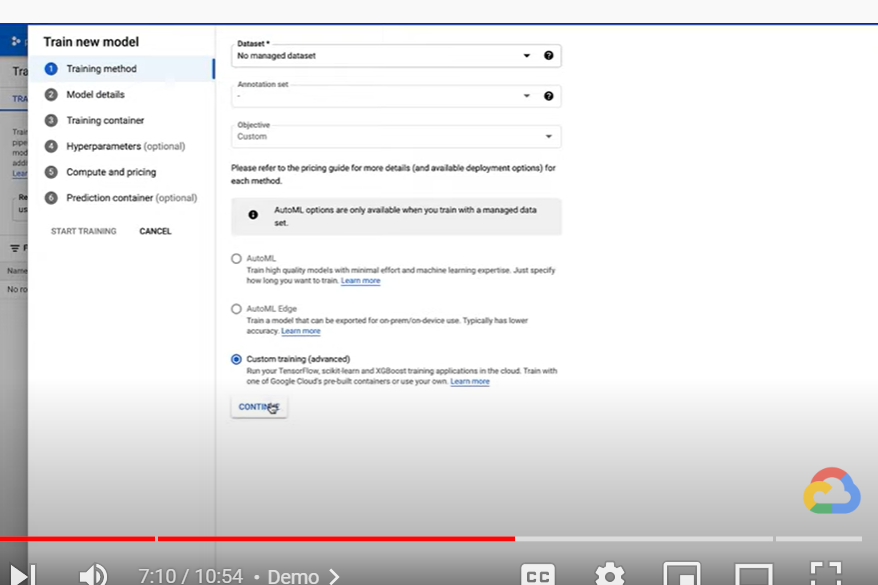 Train new model
1 Training method
2 Model details
3 Training container
4 Hyperparameters (optional)
5 Compute and pricing
6 Prediction container (optional)
START TRAINING CANCEL
Dataset *
No managed dataset
Annotation set
-
Objective
Custom
Please refer to the pricing guide for more details (and available deployment options) for
each method.
AutoML options are only available when you train with a managed data
set.
AutoML
Train high quality models with minimal effort and machine learning expertise. Just specify
how long you want to train. Learn more
AutoML Edge
Train a model that can be exported for on-prem/on-device use. Typically has lower
accuracy. Learn more
Custom training (advanced)
Run your TensorFlow, scikit-learn and XGBoost training applications in the cloud. Train with
one of Google Cloud's pre-built containers or use your own. Learn more
CONTINUE
Name
No ro
7:10 / 10:54 • Demo
CC